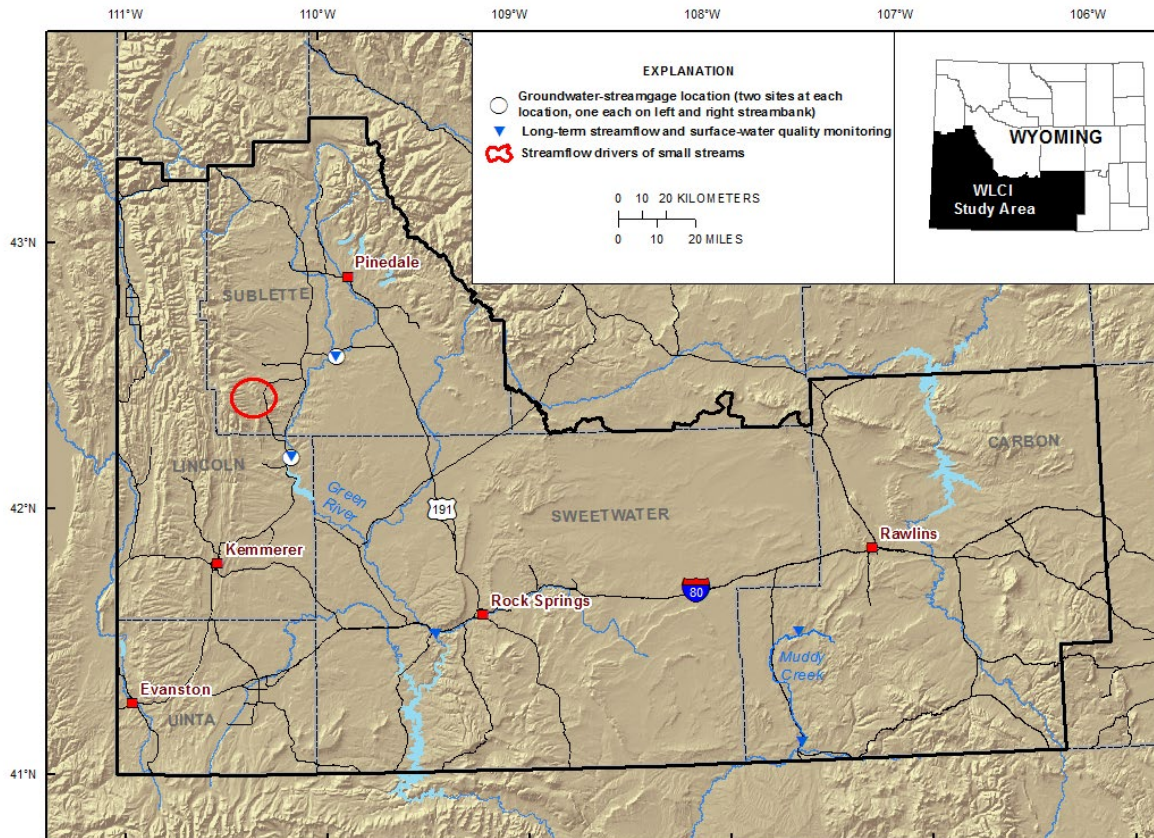 111°W
110°W
109°W
108°W
107°W
106°W
EXPLANATION
Groundwater-streamgage location (two sites at each
location, one each on left and right streambank)
Long-term streamflow and surface-water quality monitoring
Streamflow drivers of small streams
0 10 20 KILOMETERS
0 10 20 MILES
WYOMING
WLCI
Study Area
43°N
Pinedale
SUBLETTE
LINCOLN
CARBON
42°N
Green
River
191
SWEETWATER
Rawlins
Kemmerer
80
Rock Springs
Muddy
Creek
Evanston
UINTA
41°N